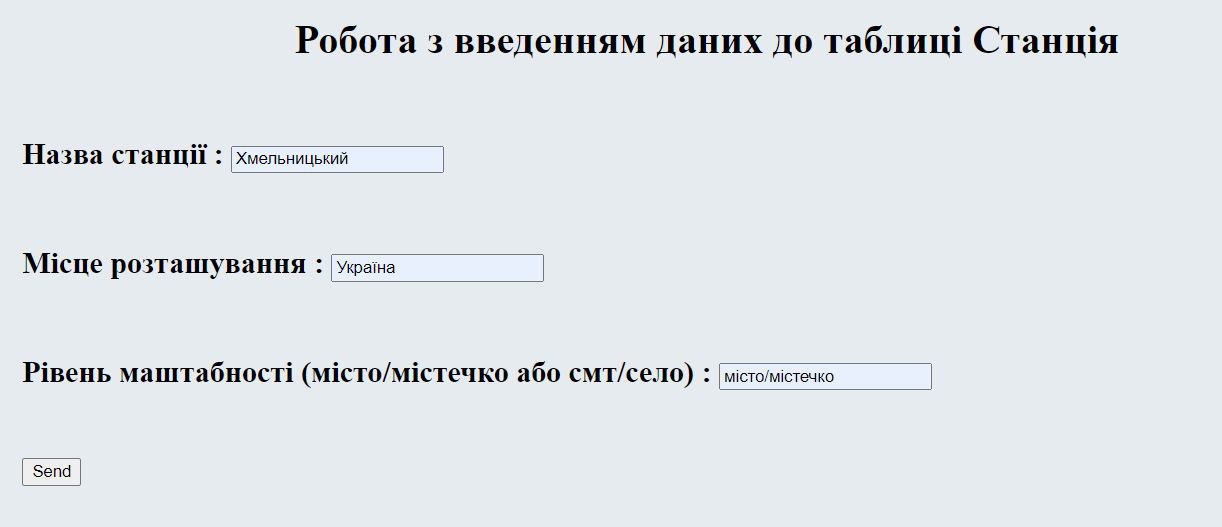 Робота з введенням даних до таблиці Станція
Назва станції : Хмельницький
Місце розташування : Україна
Рівень маштабності (місто/містечко або смт/село) : місто/містечко
Send